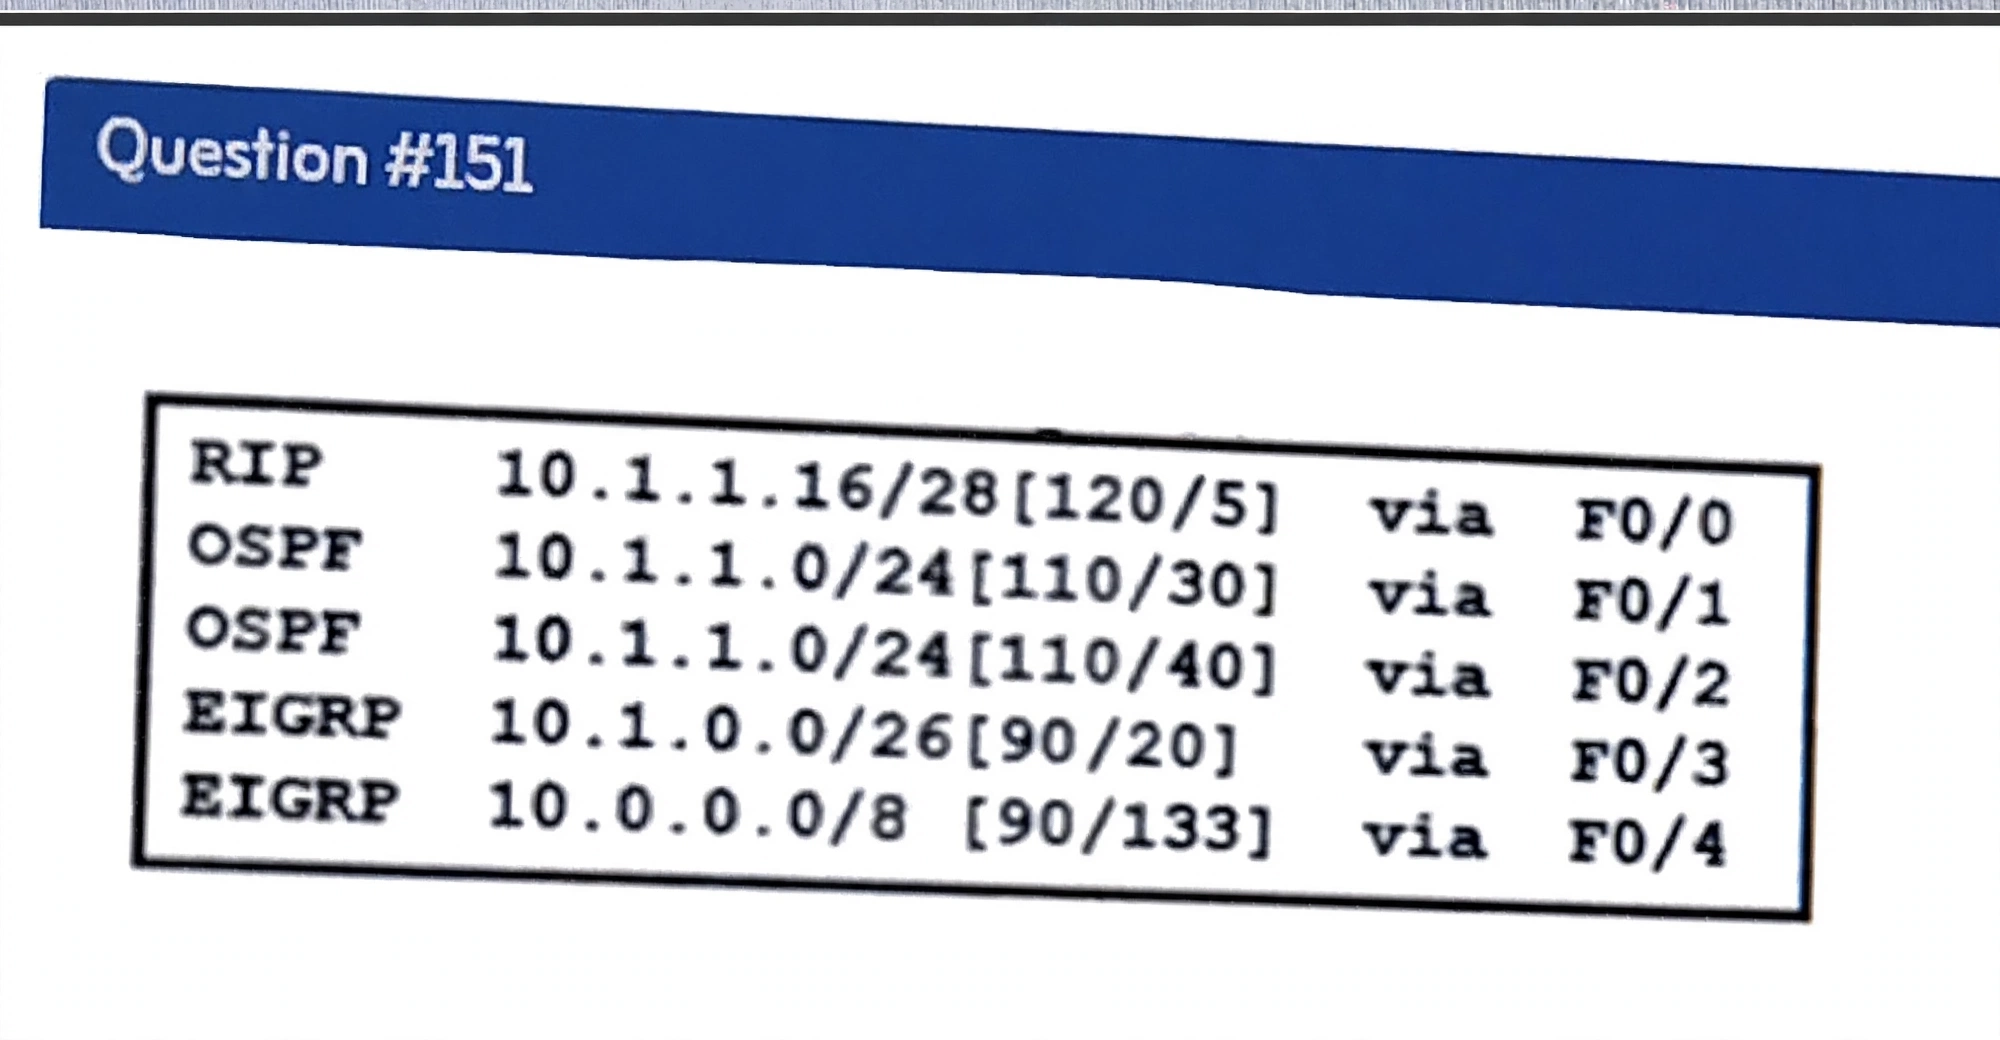 Question #151
RIP 10.1.1.16/28[120/5] via F0/0
OSPF 10.1.1.0/24[110/30] via F0/1
OSPF 10.1.1.0/24[110/40] via F0/2
EIGRP 10.1.0.0/26[90/20] via F0/3
EIGRP 10.0.0.0/8 [90/133] via F0/4